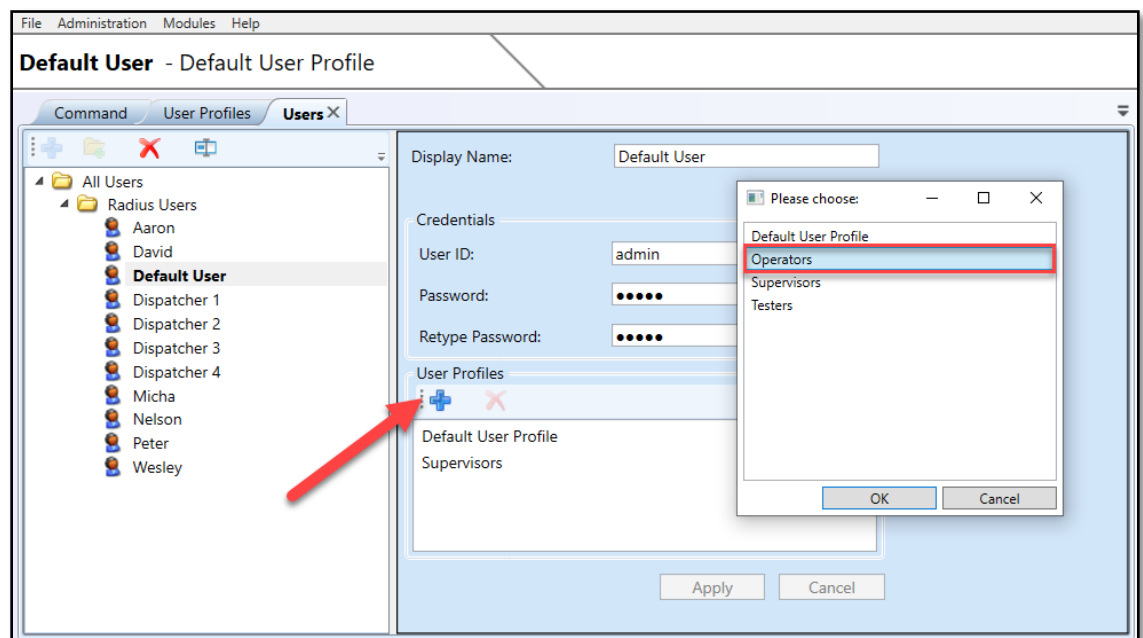 File Administration Modules Help
Default User - Default User Profile
Command User Profiles Users
All Users
Radius Users
Aaron
David
Default User
Dispatcher 1
Dispatcher 2
Dispatcher 3
Dispatcher 4
Micha
Nelson
Peter
Wesley
Display Name: Default User
Credentials
User ID: admin
Password: ●●●●●
Retype Password: ●●●●●
User Profiles
Default User Profile
Supervisors
Apply Cancel
Please choose:
Default User Profile
Operators
Supervisors
Testers
OK Cancel